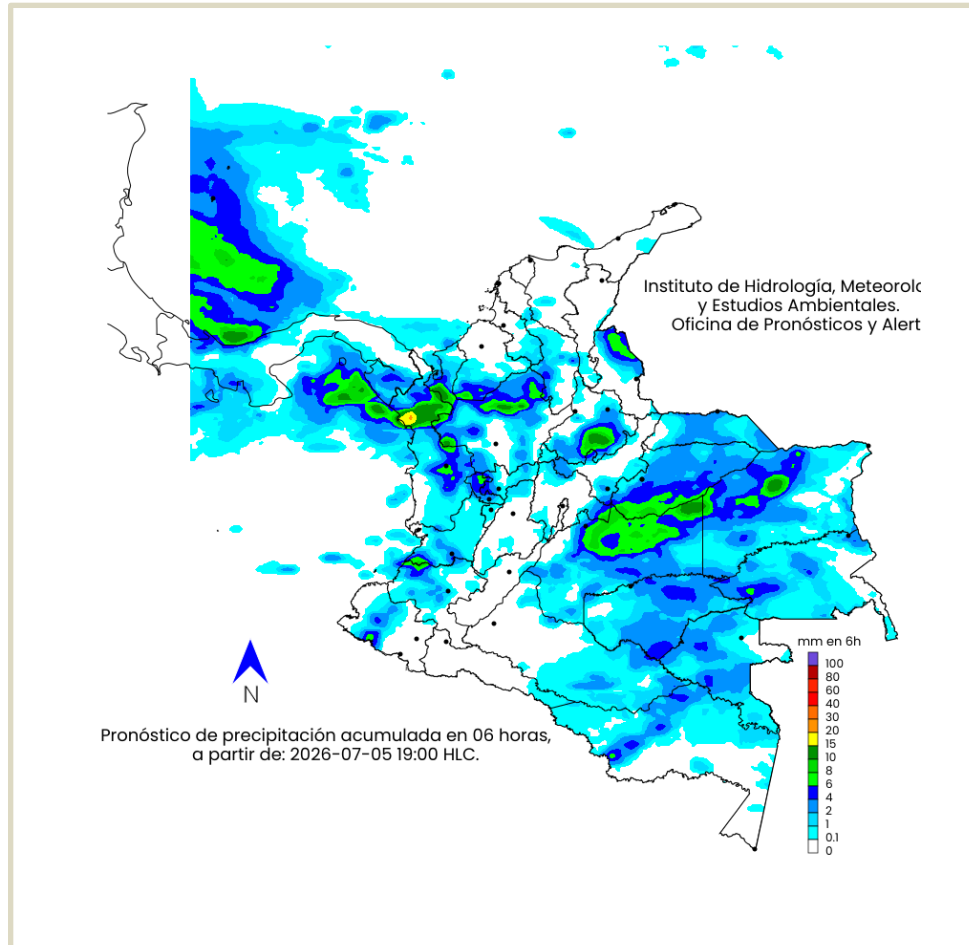 Instituto de Hidrología, Meteorolo
y Estudios Ambientales.
Oficina de Pronósticos y Alert
mm en 6h
100
80
60
40
30
20
15
10
8
6
4
2
1
0.1
0
N
Pronóstico de precipitación acumulada en 06 horas,
a partir de: 2026-07-05 19:00 HLC.